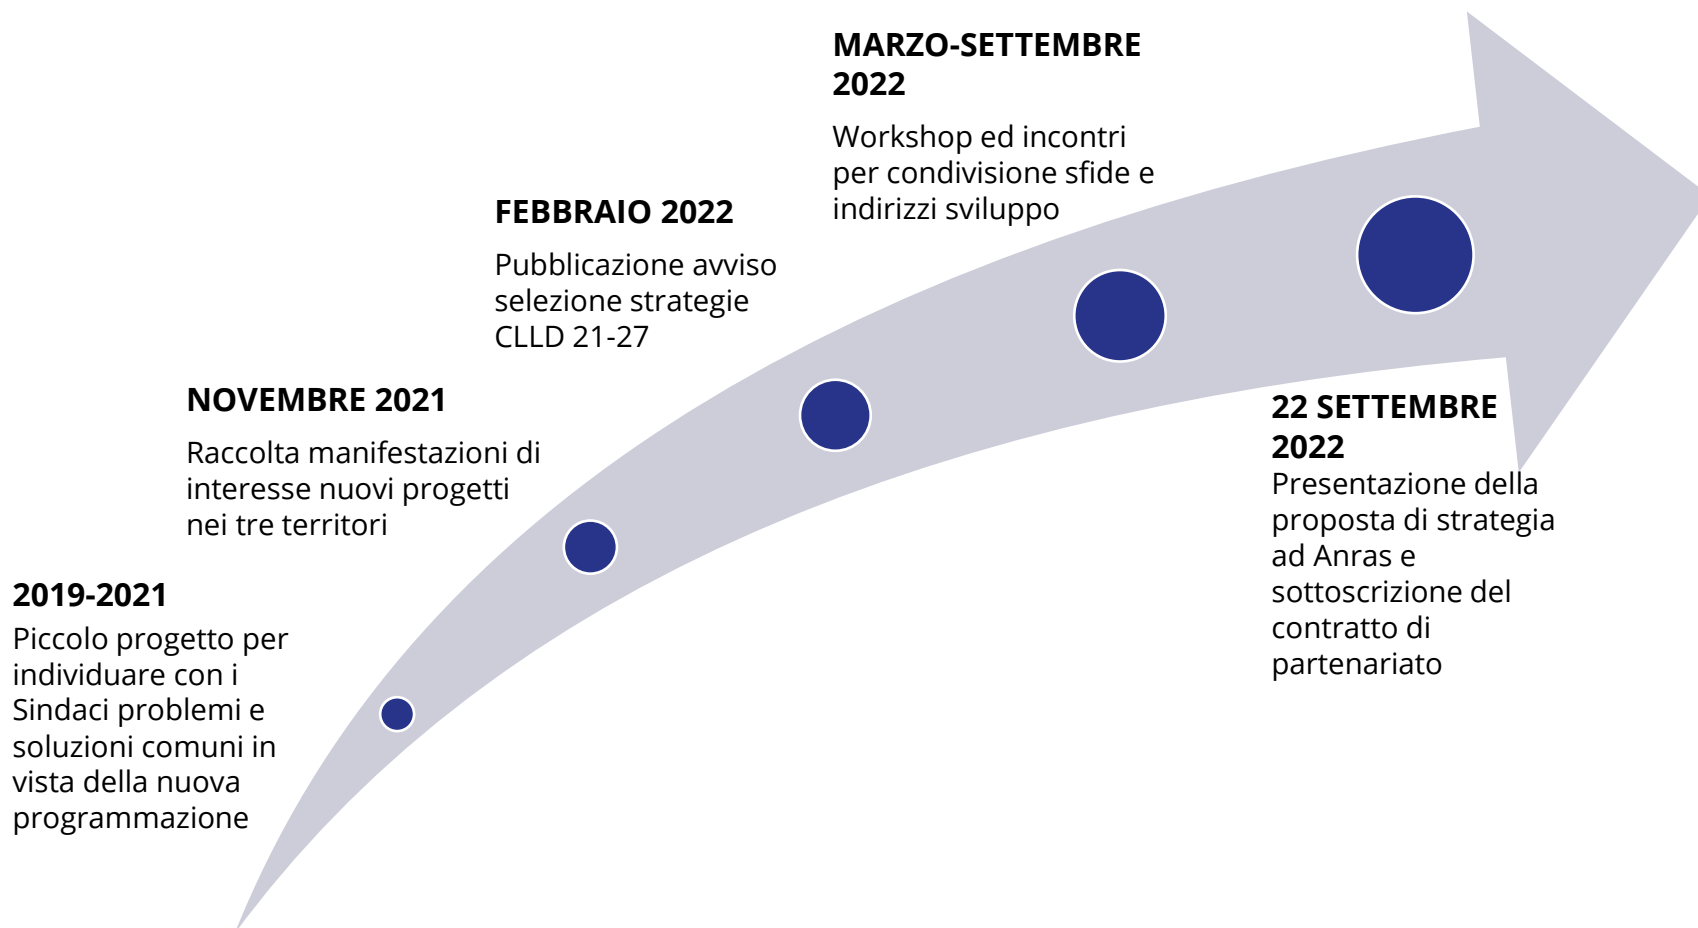 2019-2021
Piccolo progetto per
individuare con i
Sindaci problemi e
soluzioni comuni in
vista della nuova
programmazione
NOVEMBRE 2021
Raccolta manifestazioni di
interesse nuovi progetti
nei tre territori
FEBBRAIO 2022
Pubblicazione avviso
selezione strategie
CLLD 21-27
MARZO-SETTEMBRE
2022
Workshop ed incontri
per condivisione sfide e
indirizzi sviluppo
22 SETTEMBRE
2022
Presentazione della
proposta di strategia
ad Anras e
sottoscrizione del
contratto di
partenariato